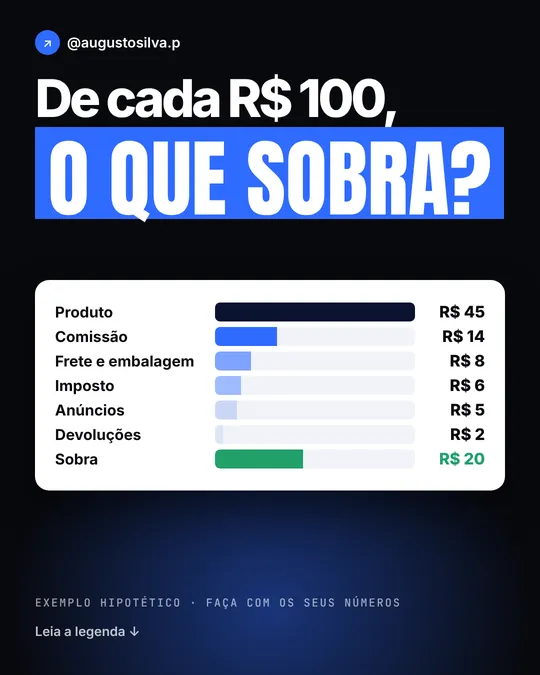 @augustosilva.p
De cada R$ 100,
O QUE SOBRA?
Produto R$ 45
Comissão R$ 14
Frete e embalagem R$ 8
Imposto R$ 6
Anúncios R$ 5
Devoluções R$ 2
Sobra R$ 20
EXEMPLO HIPOTÉTICO · FAÇA COM OS SEUS NÚMEROS
Leia a legenda ↓